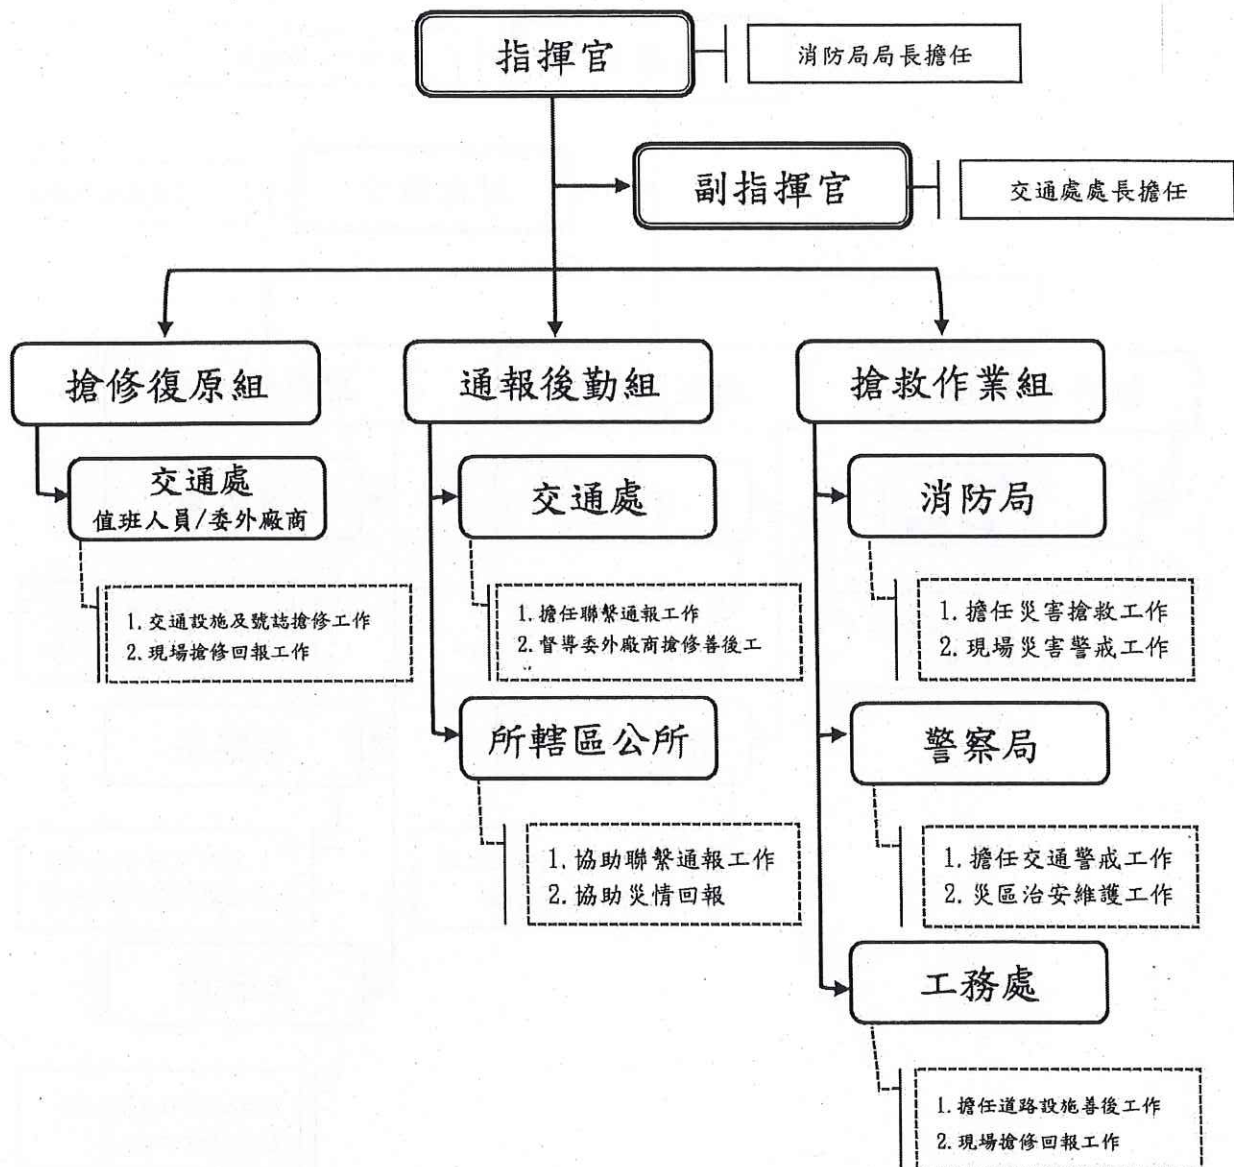 指揮官
消防局局長擔任
副指揮官
交通處處長擔任
搶修復原組
交通處
值班人員/委外廠商
1.交通設施及號誌搶修工作
2.現場搶修回報工作
通報後勤組
交通處
1.擔任聯繫通報工作
2.督導委外廠商搶修善後工
所轄區公所
1.協助聯繫通報工作
2.協助災情回報
搶救作業組
消防局
1.擔任災害搶救工作
2.現場災害警戒工作
警察局
1.擔任交通警戒工作
2.災區治安維護工作
工務處
1.擔任道路設施善後工作
2.現場搶修回報工作